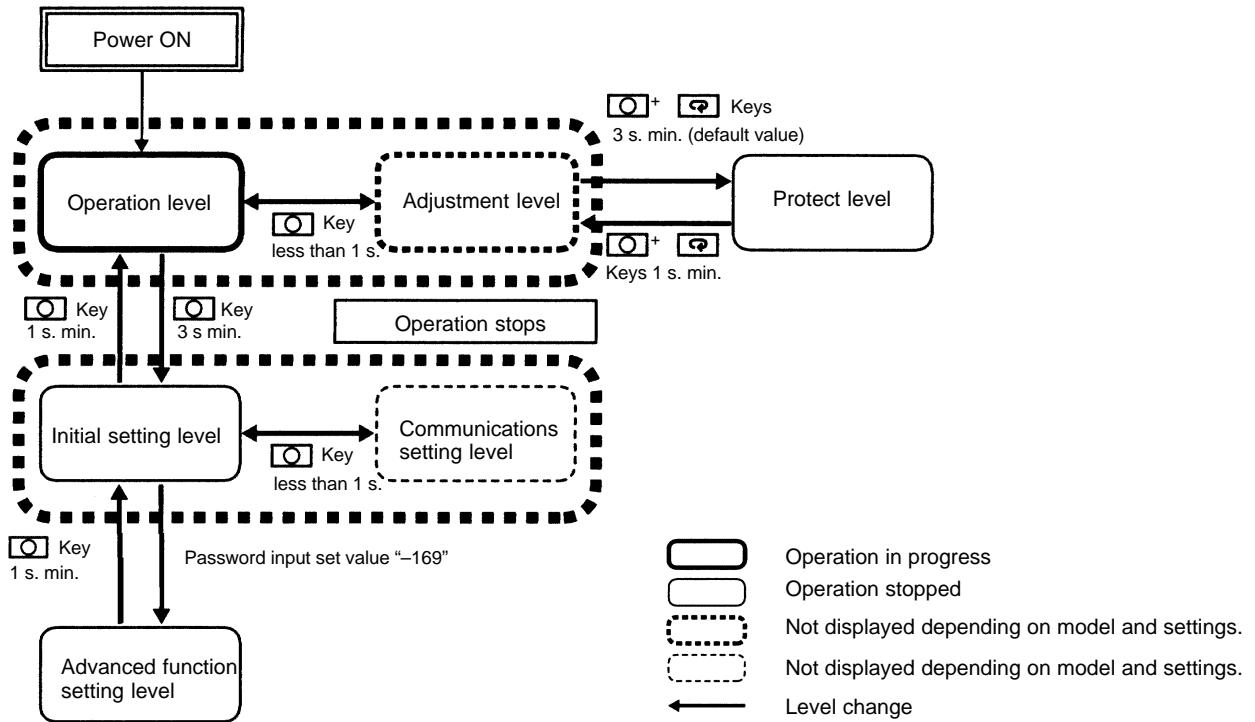 Power ON
+ Keys
3 s. min. (default value)
Operation level
Adjustment level
Protect level
Key
less than 1 s.
+
Keys 1 s. min.
Key
1 s. min.
Key
3 s min.
Operation stops
Initial setting level
Communications
setting level
Key
less than 1 s.
Key
1 s. min.
Password input set value “–169”
Advanced function
setting level
Operation in progress
Operation stopped
Not displayed depending on model and settings.
Not displayed depending on model and settings.
Level change